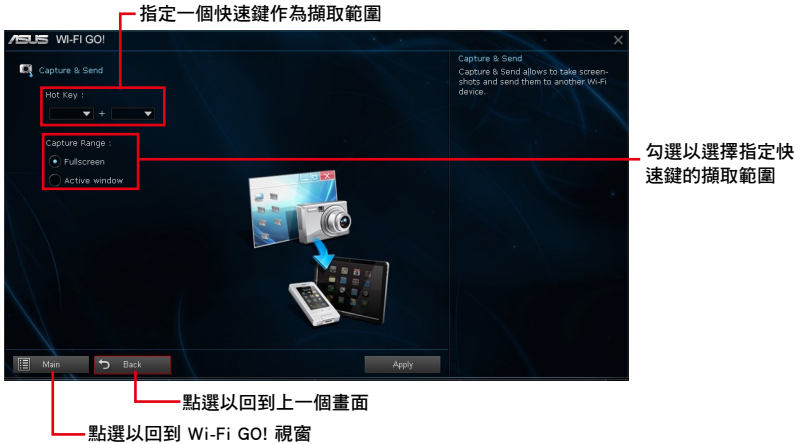 指定一個快速鍵作為擷取範圍
ASUS WI-FI GO!
Capture & Send
Hot Key :
+
Capture Range :
Fullscreen
Active window
Capture & Send
Capture & Send allows to take screen-
shots and send them to another Wi-Fi
device.
勾選以選擇指定快
速鍵的擷取範圍
Main
Back
Apply
點選以回到上一個畫面
點選以回到 Wi-Fi GO! 視窗